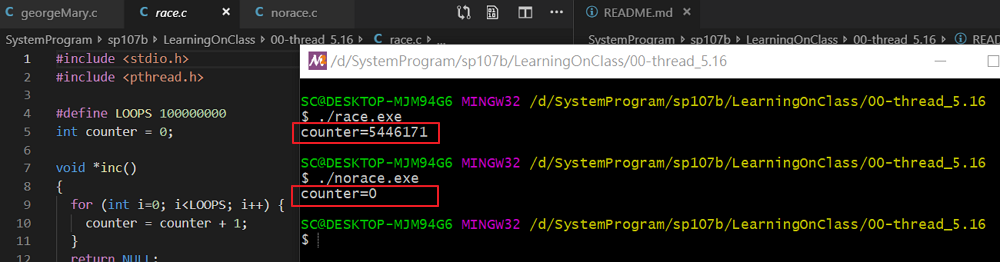 georgeMary.c
race.c
norace.c
README.md
SystemProgram > sp107b > LearningOnClass > 00-thread_5.16 > race.c > ...
SystemProgram > sp107b > LearningOnClass > 00-thread_5.16 > READ
1 #include <stdio.h>
2 #include <pthread.h>
3
4 #define LOOPS 100000000
5 int counter = 0;
6
7 void *inc()
8 {
9 for (int i=0; i<LOOPS; i++) {
10 counter = counter + 1;
11 }
12 return NULL;
/d/SystemProgram/sp107b/LearningOnClass/00-thread_5.16
SC@DESKTOP-MJM94G6 MINGW32 /d/SystemProgram/sp107b/LearningOnClass/00-thread_5.16
$ ./race.exe
counter=5446171
SC@DESKTOP-MJM94G6 MINGW32 /d/SystemProgram/sp107b/LearningOnClass/00-thread_5.16
$ ./norace.exe
counter=0
SC@DESKTOP-MJM94G6 MINGW32 /d/SystemProgram/sp107b/LearningOnClass/00-thread_5.16
$